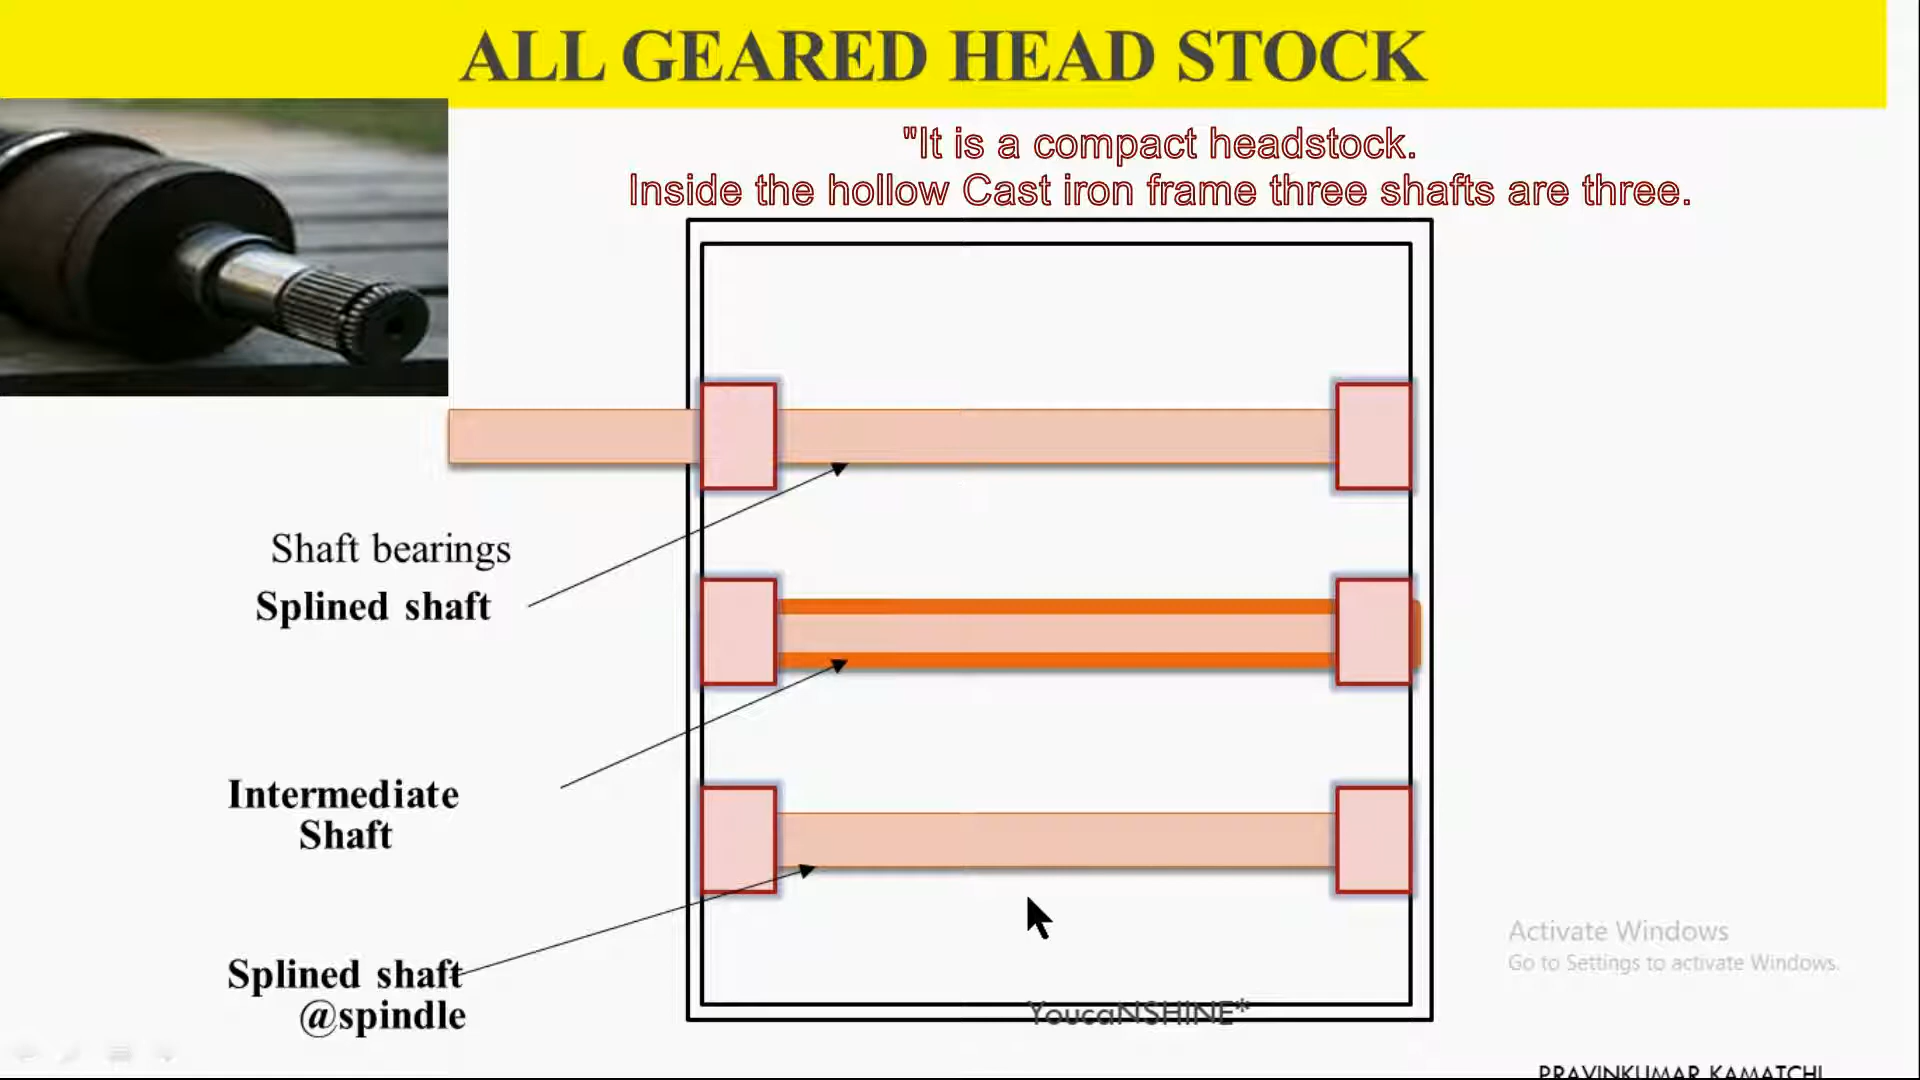 ALL GEARED HEAD STOCK
"It is a compact headstock.
Inside the hollow Cast iron frame three shafts are three.
Shaft bearings
Splined shaft
Intermediate
Shaft
Splined shaft
@spindle
Activate Windows
Go to Settings to activate Windows.
YoucaNSHINE*
PRAVINKUMAR KAMATCHI